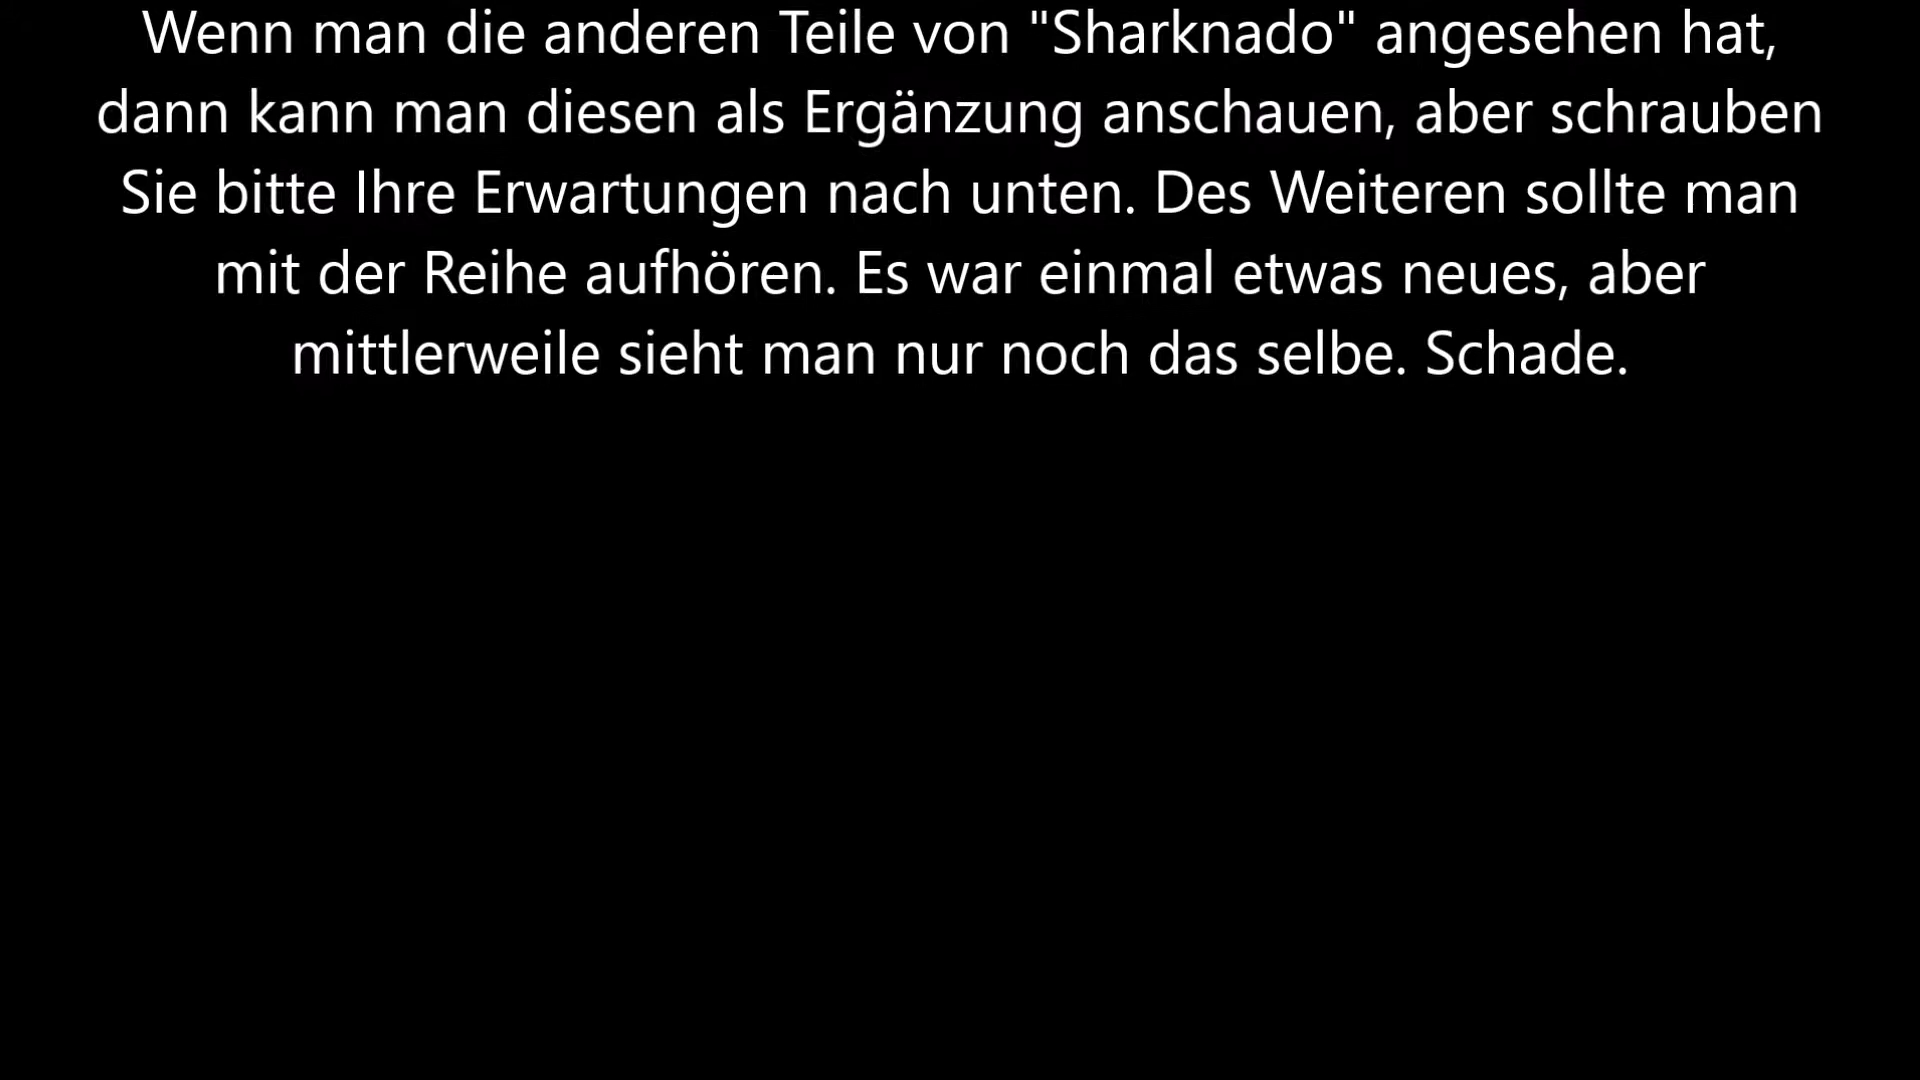 Wenn man die anderen Teile von "Sharknado" angesehen hat,
dann kann man diesen als Ergänzung anschauen, aber schrauben
Sie bitte Ihre Erwartungen nach unten. Des Weiteren sollte man
mit der Reihe aufhören. Es war einmal etwas neues, aber
mittlerweile sieht man nur noch das selbe. Schade.